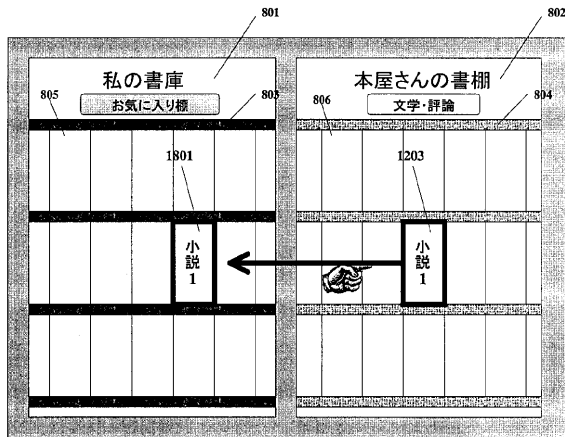 801
802
私の書庫
本屋さんの書棚
805
お気に入り棚
803
806
文学・評論
804
1801
1203
小説1
小説1